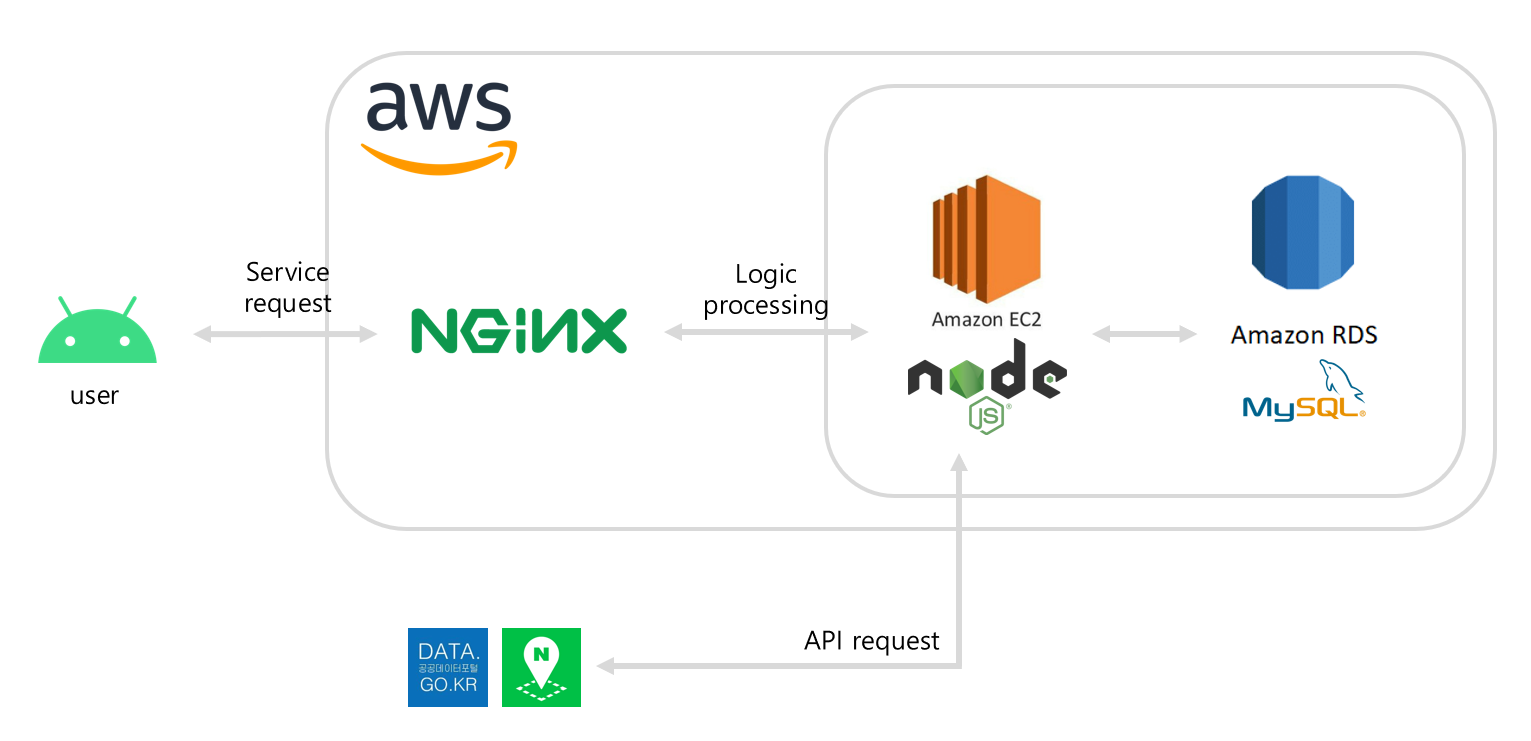 aws
Service
request
user
NGINX
Logic
processing
Amazon EC2
node
JS®
Amazon RDS
MySQL®
API request
DATA.
공공데이터포털
GO.KR
N